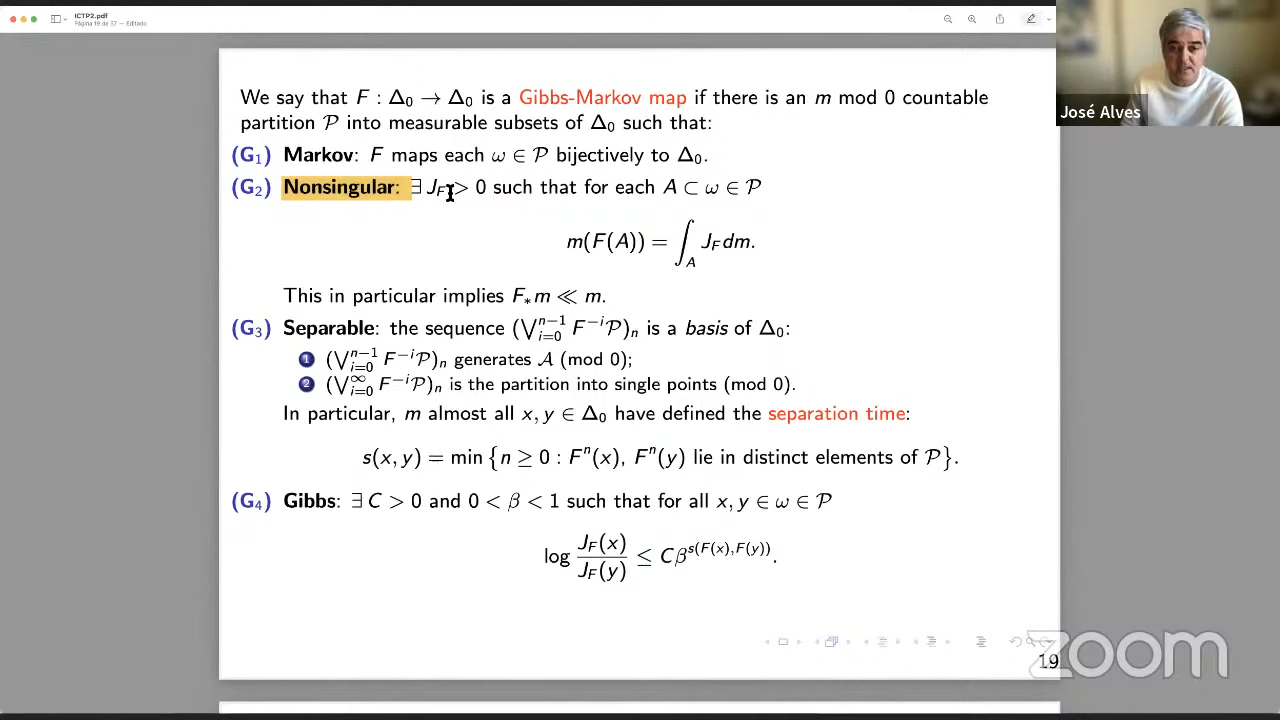 ICTP2.pdf
Página 19 de 57 — Editado
José Alves
We say that F : Δ₀ → Δ₀ is a Gibbs-Markov map if there is an m mod 0 countable
partition 𝒫 into measurable subsets of Δ₀ such that:
(G₁) Markov: F maps each ω ∈ 𝒫 bijectively to Δ₀.
(G₂) Nonsingular: ∃ J_F > 0 such that for each A ⊂ ω ∈ 𝒫
m(F(A)) = ∫_A J_F dm.
This in particular implies F_* m ≪ m.
(G₃) Separable: the sequence (⋁_{i=0}^{n−1} F^{−i}𝒫)_n is a basis of Δ₀:
1 (⋁_{i=0}^{n−1} F^{−i}𝒫)_n generates 𝒜 (mod 0);
2 (⋁_{i=0}^{∞} F^{−i}𝒫)_n is the partition into single points (mod 0).
In particular, m almost all x, y ∈ Δ₀ have defined the separation time:
s(x, y) = min {n ≥ 0 : F^n(x), F^n(y) lie in distinct elements of 𝒫}.
(G₄) Gibbs: ∃ C > 0 and 0 < β < 1 such that for all x, y ∈ ω ∈ 𝒫
log J_F(x) / J_F(y) ≤ Cβ^{s(F(x),F(y))}.
19
zoom